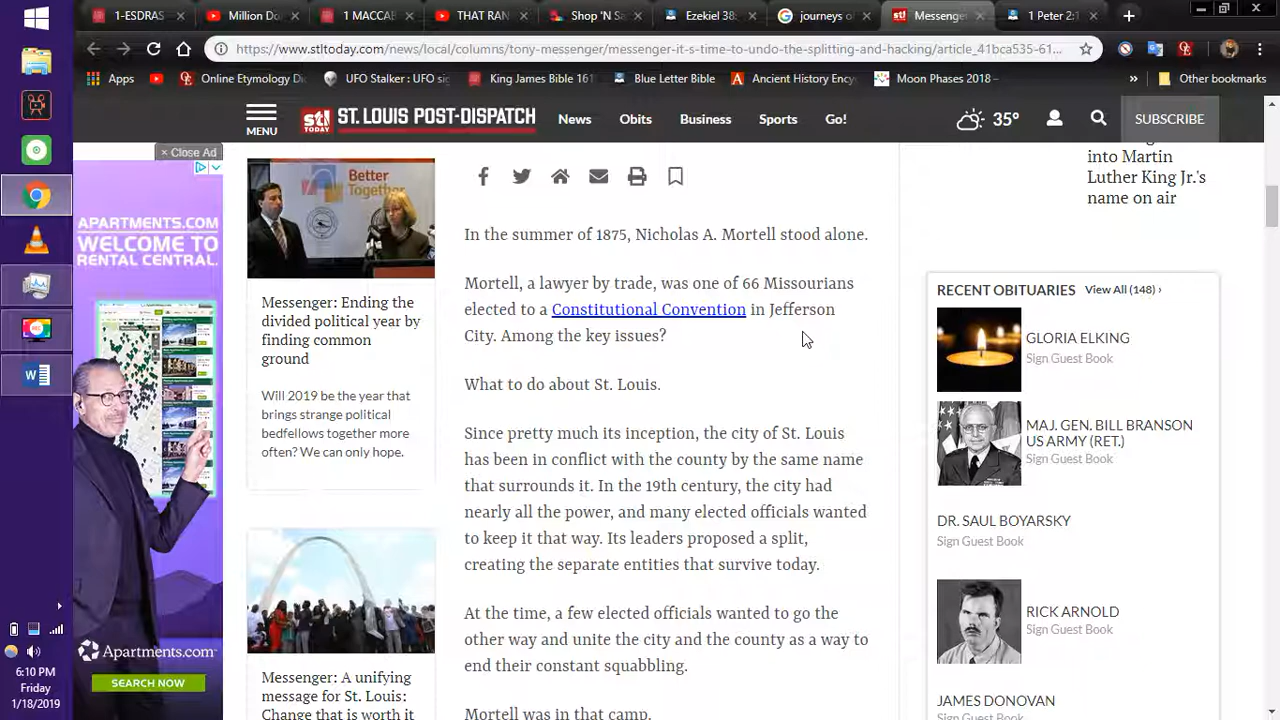 1-ESDRAS
Million Do
1 MACCAB
THAT RAN
Shop 'N Sa
Ezekiel 38:
journeys o
Messenger
1 Peter 2:1
https://www.stltoday.com/news/local/columns/tony-messenger/messenger-it-s-time-to-undo-the-splitting-and-hacking/article_41bca535-61...
Apps
Online Etymology Di
UFO Stalker: UFO sig
King James Bible 161
Blue Letter Bible
Ancient History Ency
Moon Phases 2018 –
»
Other bookmarks
MENU
stl
TODAY
ST. LOUIS POST-DISPATCH
News
Obits
Business
Sports
Go!
35°
SUBSCRIBE
× Close Ad
APARTMENTS.COM
WELCOME TO
RENTAL CENTRAL.
Apartments.com
SEARCH NOW
Better
Together
Messenger: Ending the
divided political year by
finding common
ground
Will 2019 be the year that
brings strange political
bedfellows together more
often? We can only hope.
Messenger: A unifying
message for St. Louis:
Change that is worth it
In the summer of 1875, Nicholas A. Mortell stood alone.
Mortell, a lawyer by trade, was one of 66 Missourians
elected to a Constitutional Convention in Jefferson
City. Among the key issues?
What to do about St. Louis.
Since pretty much its inception, the city of St. Louis
has been in conflict with the county by the same name
that surrounds it. In the 19th century, the city had
nearly all the power, and many elected officials wanted
to keep it that way. Its leaders proposed a split,
creating the separate entities that survive today.
At the time, a few elected officials wanted to go the
other way and unite the city and the county as a way to
end their constant squabbling.
Mortell was in that camp.
into Martin
Luther King Jr.'s
name on air
RECENT OBITUARIES View All (148) ›
GLORIA ELKING
Sign Guest Book
MAJ. GEN. BILL BRANSON
US ARMY (RET.)
Sign Guest Book
DR. SAUL BOYARSKY
Sign Guest Book
RICK ARNOLD
Sign Guest Book
JAMES DONOVAN
Sign Guest Book
6:10 PM
Friday
1/18/2019